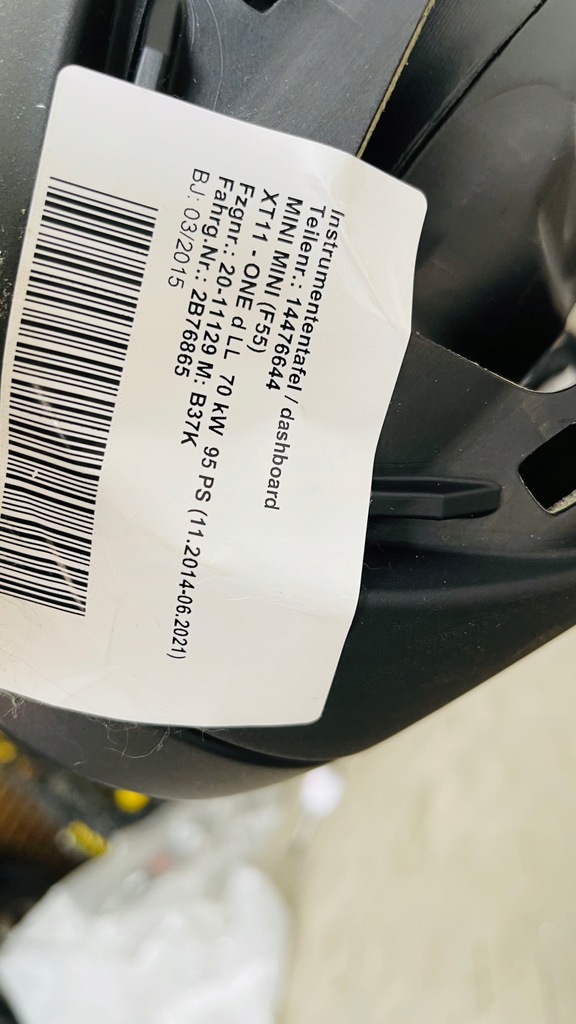 Instrumententafel / dashboard
Teilenr.: 14476644
MINI MINI (F55)
XT11 - ONE d LL 70 kW 95 PS (11.2014-06.2021)
Fzgnr.: 20-11129 M: B37K
Fahrg.Nr.: 2B76865
BJ: 03/2015